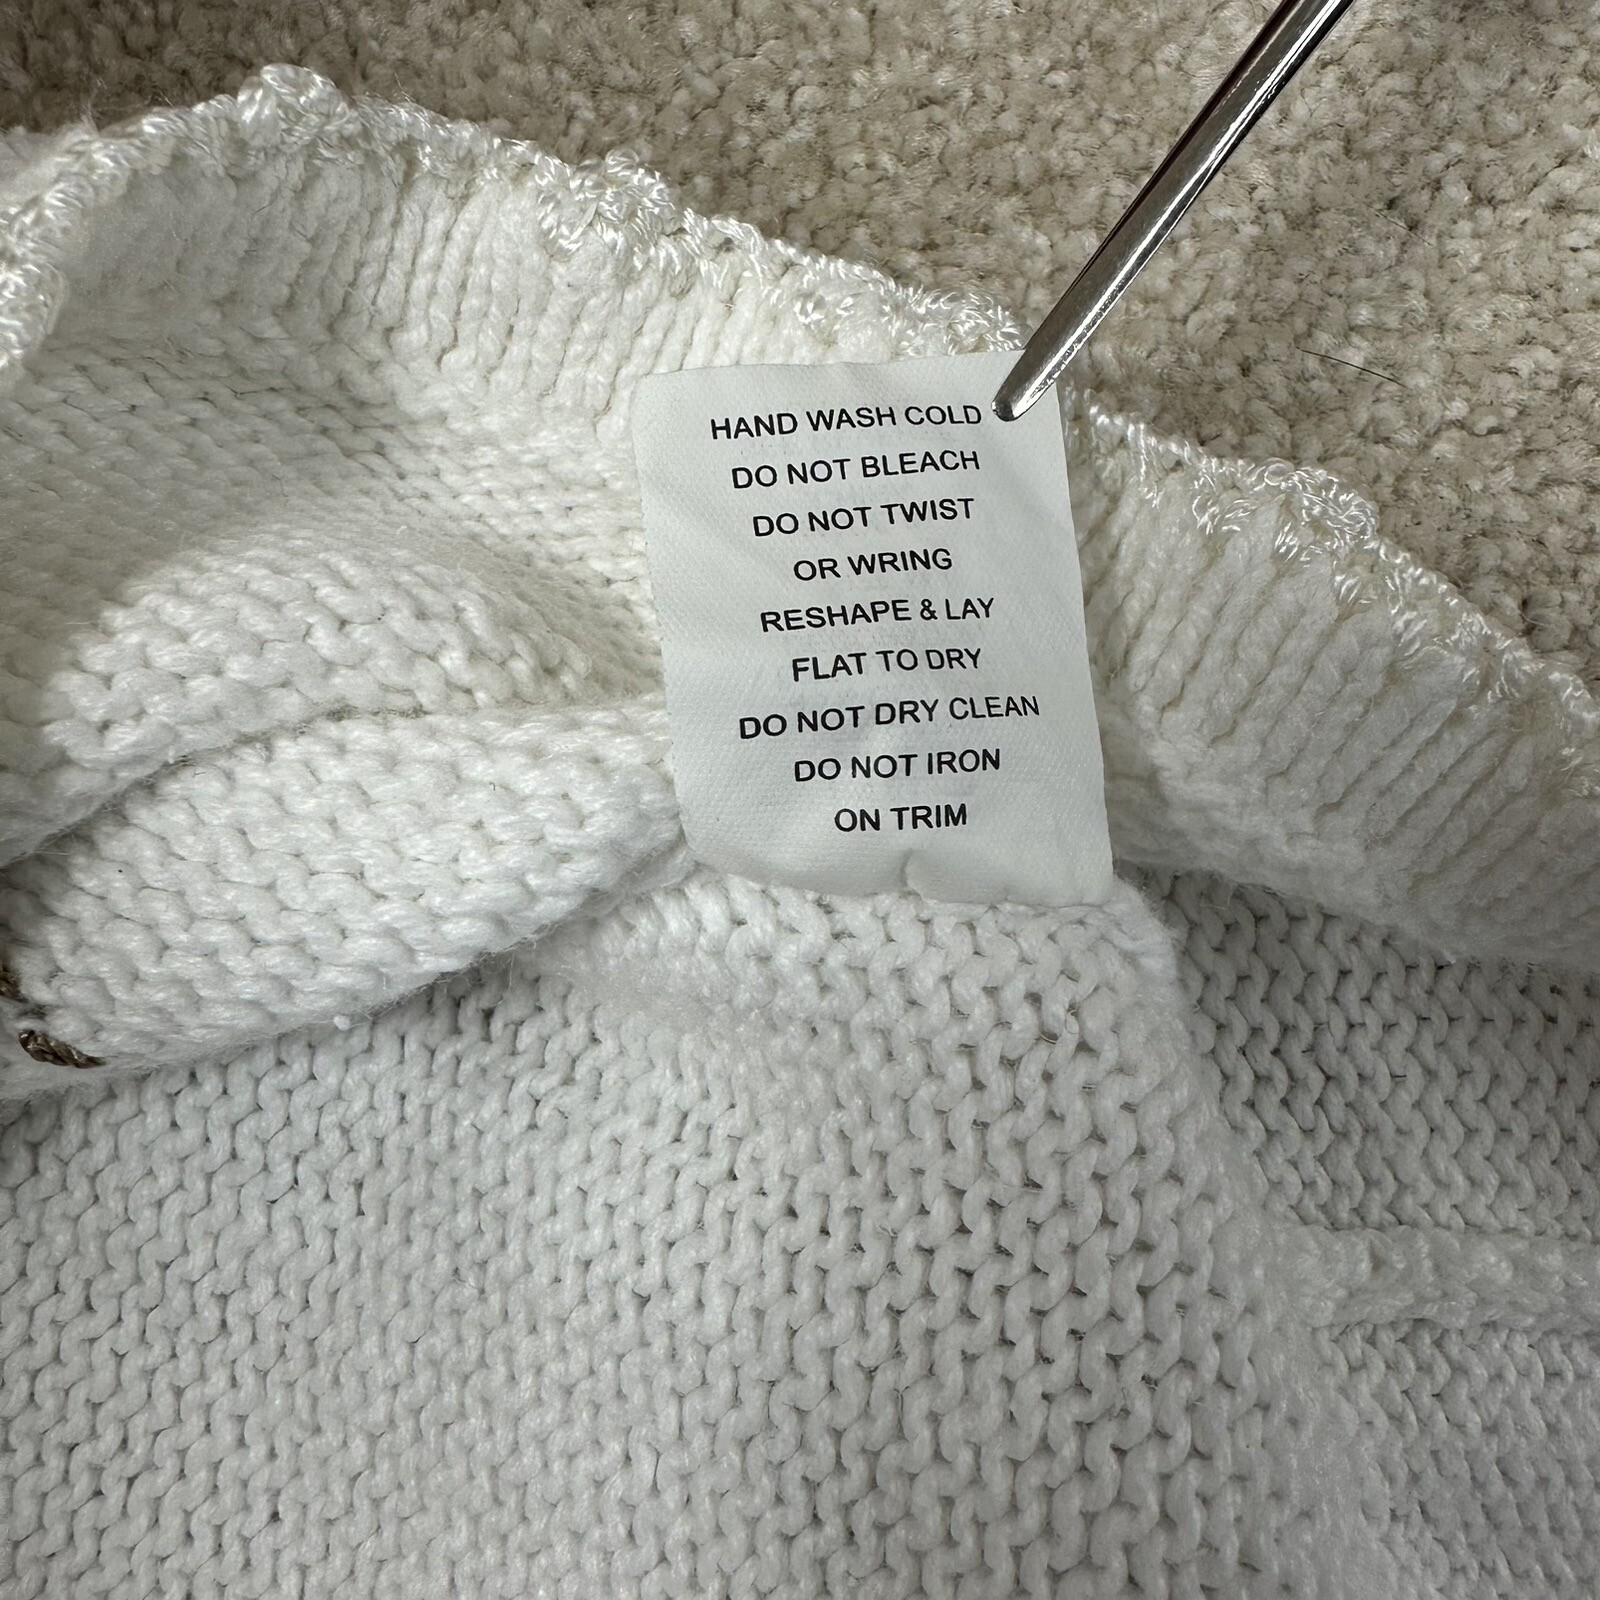 HAND WASH COLD
DO NOT BLEACH
DO NOT TWIST
OR WRING
RESHAPE & LAY
FLAT TO DRY
DO NOT DRY CLEAN
DO NOT IRON
ON TRIM